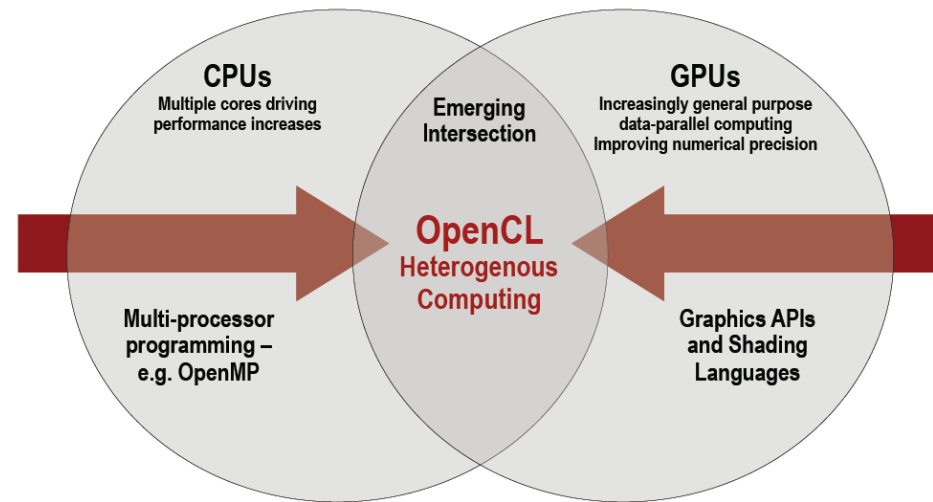 CPUs
Multiple cores driving
performance increases
Emerging
Intersection
GPUs
Increasingly general purpose
data-parallel computing
Improving numerical precision
OpenCL
Heterogenous
Computing
Multi-processor
programming –
e.g. OpenMP
Graphics APIs
and Shading
Languages